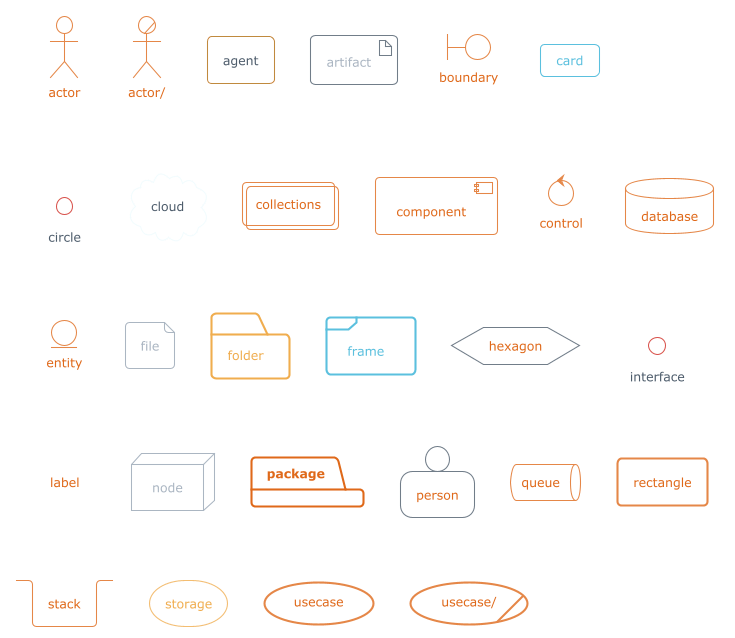 actor
actor/
agent
artifact
boundary
card
circle
cloud
collections
component
control
database
entity
file
folder
frame
hexagon
interface
label
node
package
person
queue
rectangle
stack
storage
usecase
usecase/